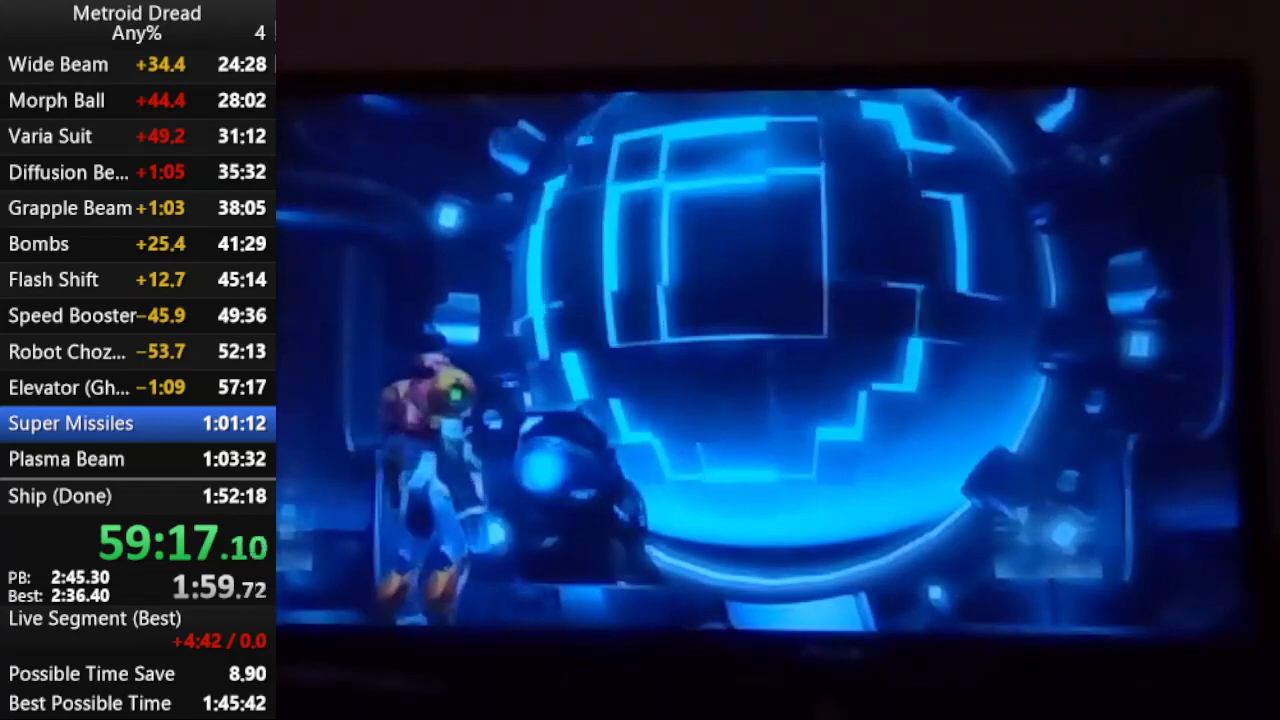 Metroid Dread
Any% 4
Wide Beam +34.4 24:28
Morph Ball +44.4 28:02
Varia Suit +49.2 31:12
Diffusion Be... +1:05 35:32
Grapple Beam +1:03 38:05
Bombs +25.4 41:29
Flash Shift +12.7 45:14
Speed Booster −45.9 49:36
Robot Choz... −53.7 52:13
Elevator (Gh... −1:09 57:17
Super Missiles 1:01:12
Plasma Beam 1:03:32
Ship (Done) 1:52:18
59:17.10
PB: 2:45.30
Best: 2:36.40
1:59.72
Live Segment (Best)
+4:42 / 0.0
Possible Time Save 8.90
Best Possible Time 1:45:42